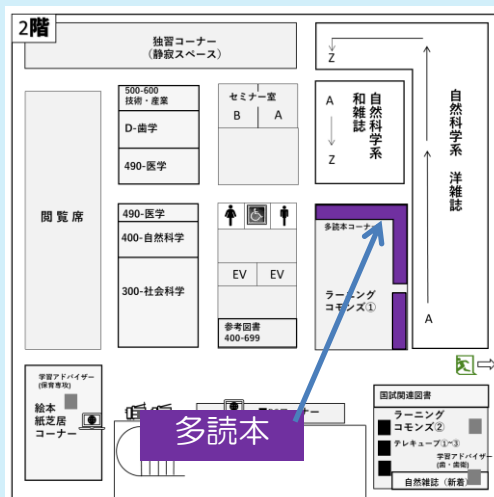 2階
独習コーナー
(静寂スペース)
500-600
技術・産業
D-歯学
490-医学
セミナー室
B
A
Z
A
Z
自然科学系
和雑誌
自然科学系 洋雑誌
A
閲覧席
490-医学
400-自然科学
300-社会科学
EV
EV
参考図書
400-699
多読本コーナー
ラーニング
コモンズ①
学習アドバイザー
(保育専攻)
絵本
紙芝居
コーナー
多読本
ーナー
国試関連図書
ラーニング
コモンズ②
テレキューブ①~③
学習アドバイザー
(歯・歯衛)
自然雑誌(新着)